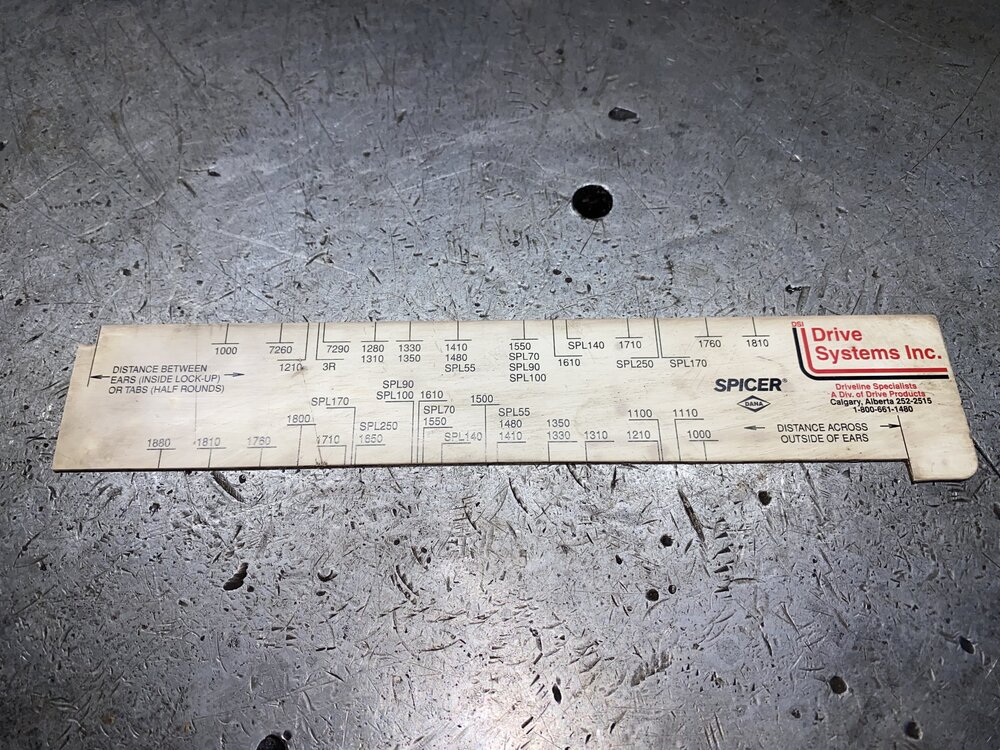 1000
7260
1210
7290
3R
1280
1310
1330
1350
1410
1480
SPL55
1550
SPL70
SPL90
SPL100
SPL140
1610
1710
SPL250
SPL170
1760
1810
DSI
Drive
Systems Inc.
DISTANCE BETWEEN
EARS (INSIDE LOCK-UP)
OR TABS (HALF ROUNDS)
SPICER®
DANA
Driveline Specialists
A Div. of Drive Products
Calgary, Alberta 252-2515
1-800-661-1480
1880
1810
1760
1800
SPL170
1710
SPL250
1650
SPL90
SPL100
1610
SPL70
1550
SPL140
1500
SPL55
1480
1410
1350
1330
1310
1100
1210
1110
1000
DISTANCE ACROSS
OUTSIDE OF EARS